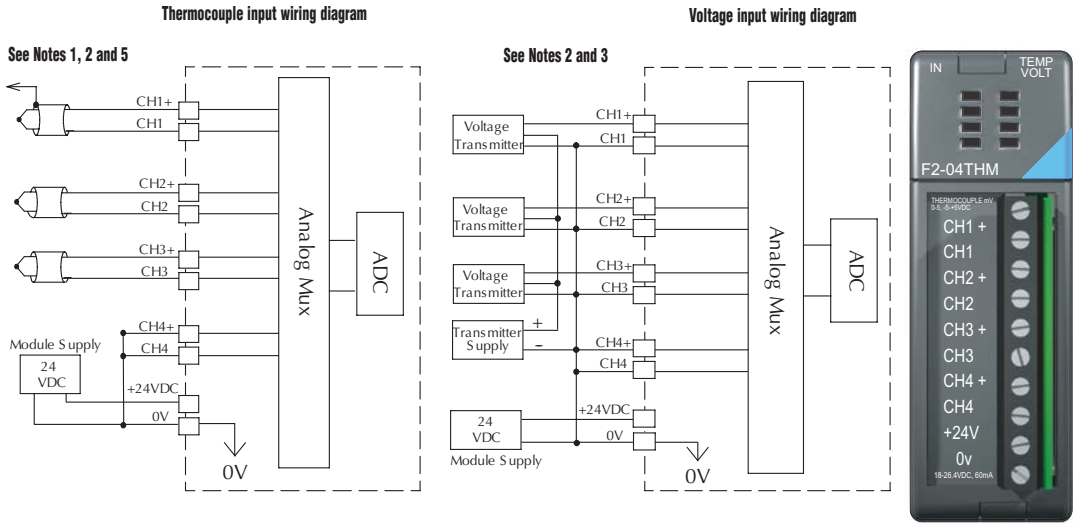 Thermocouple input wiring diagram
See Notes 1, 2 and 5
CH1+
CH1
CH2+
CH2
CH3+
CH3
CH4+
CH4
Module Supply
24
VDC
+24VDC
0V
0V
Analog Mux
ADC
Voltage input wiring diagram
See Notes 2 and 3
Voltage
Transmitter
CH1+
CH1
Voltage
Transmitter
CH2+
CH2
Voltage
Transmitter
CH3+
CH3
Transmitter
Supply
+
-
CH4+
CH4
24
VDC
Module Supply
+24VDC
0V
0V
Analog Mux
ADC
IN
TEMP
VOLT
F2-04THM
THERMOCOUPLE mV
0-5, -5-+5VDC
CH1 +
CH1
CH2 +
CH2
CH3 +
CH3
CH4 +
CH4
+24V
0v
18-26.4VDC, 60mA